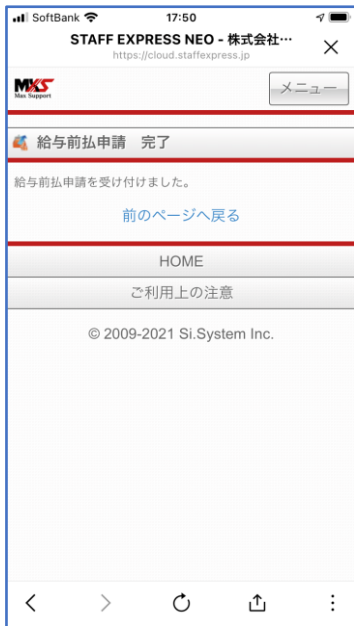 SoftBank 17:50
STAFF EXPRESS NEO - 株式会社…
https://cloud.staffexpress.jp
MXS
Max Support
メニュー
給与前払申請 完了
給与前払申請を受け付けました。
前のページへ戻る
HOME
ご利用上の注意
© 2009-2021 Si.System Inc.